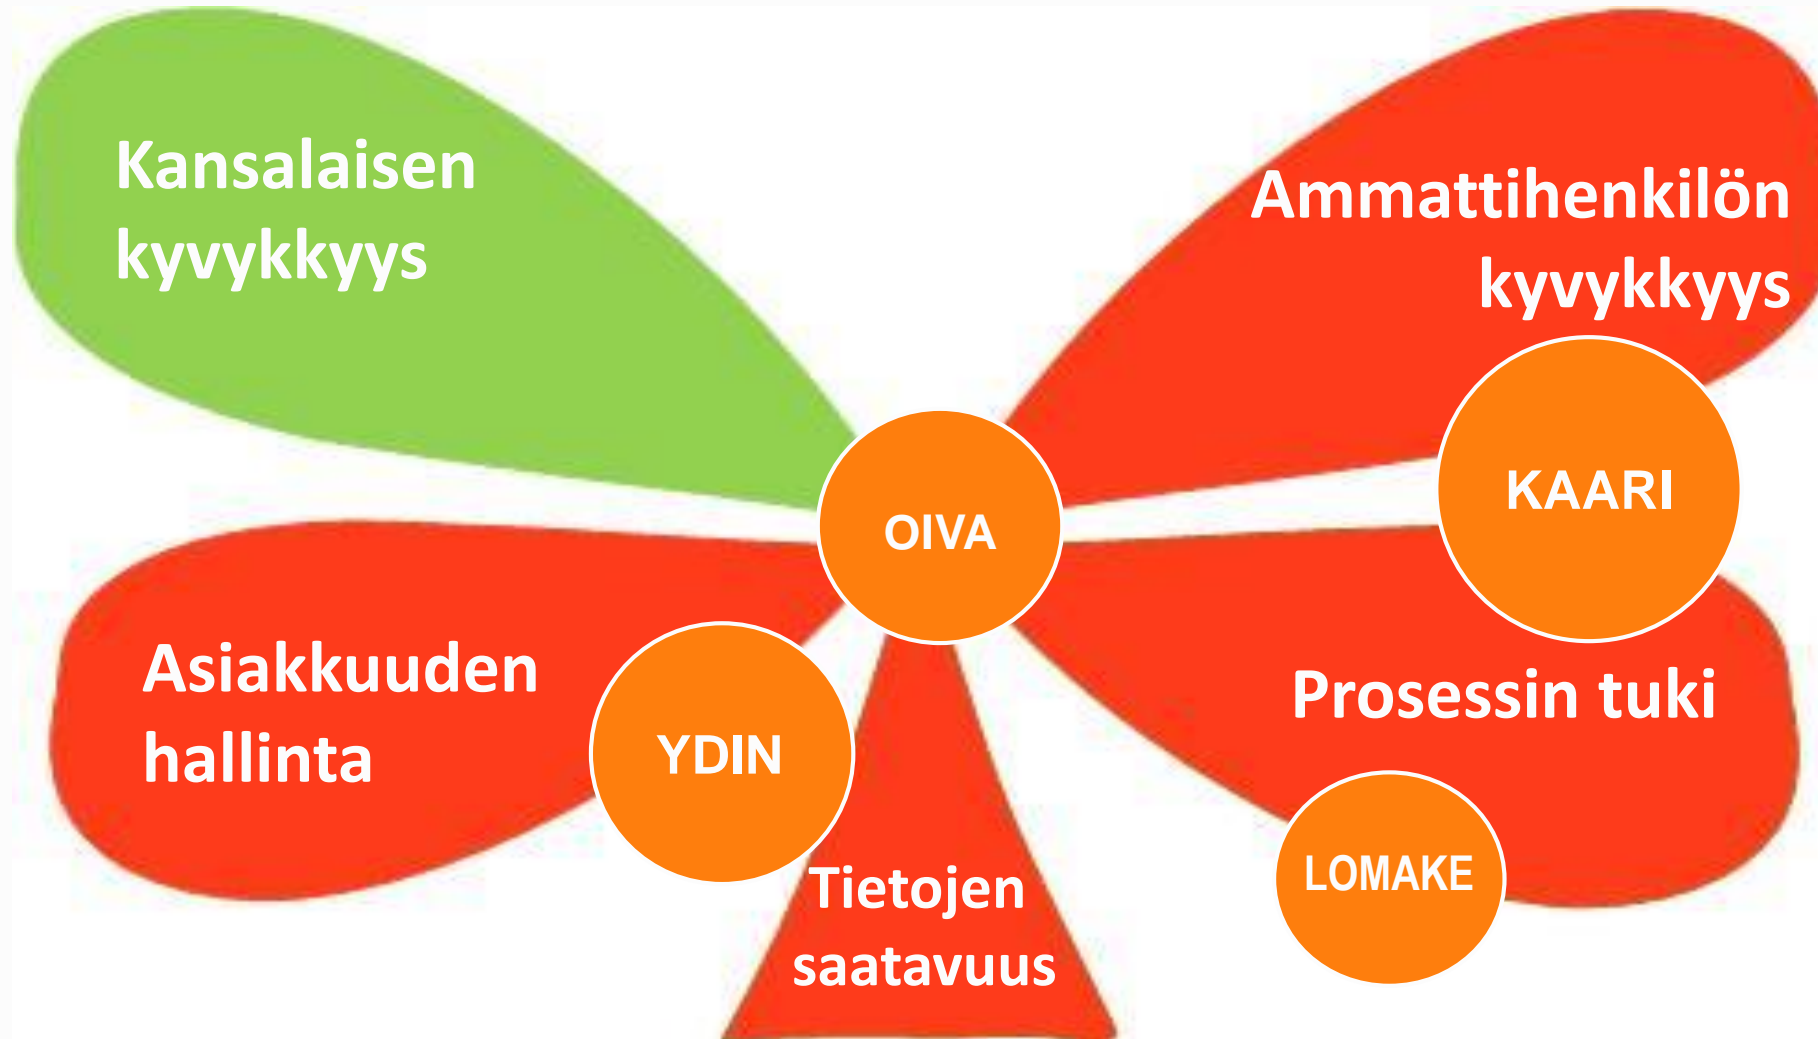 Kansalaisen
kyvykkyys
Ammattihenkilön
kyvykkyys
OIVA
KAARI
Asiakkuuden
hallinta
YDIN
Prosessin tuki
LOMAKE
Tietojen
saatavuus